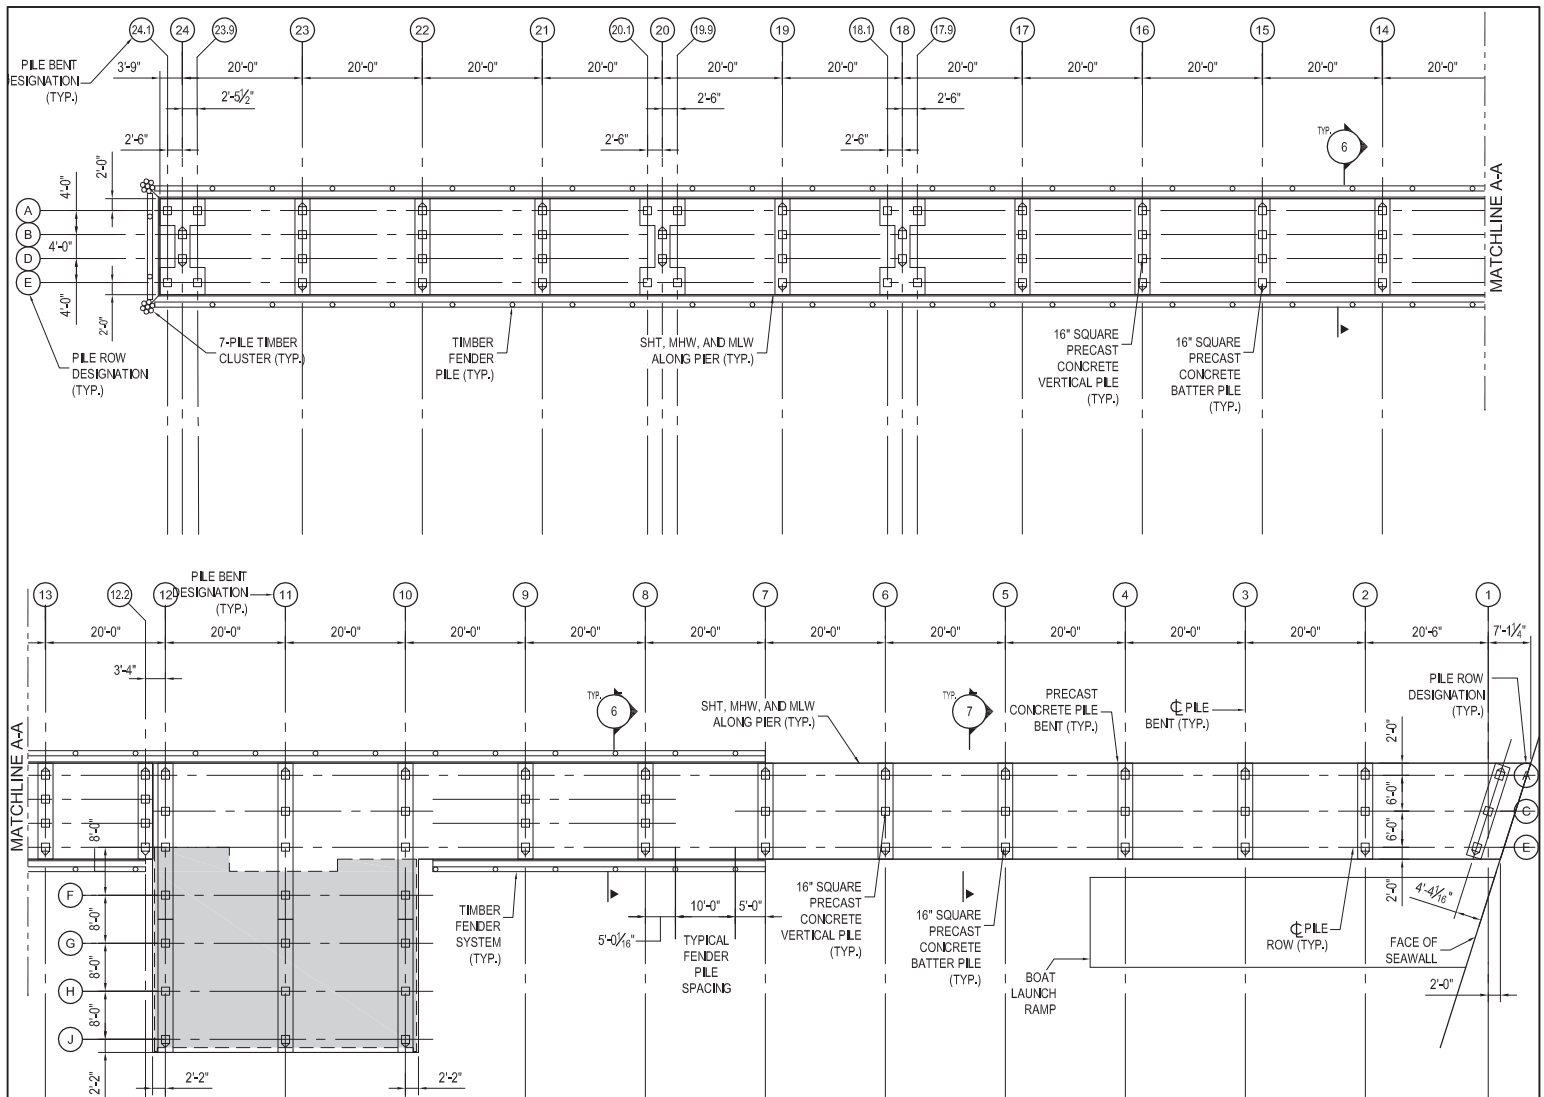 24.1 24 23.9 23 22 21 20.1 20 19.9 19 18.1 18 17.9 17 16 15 14
PILE BENT
DESIGNATION
(TYP.)
3'-9" 20'-0" 20'-0" 20'-0" 20'-0" 20'-0" 20'-0" 20'-0" 20'-0" 20'-0" 20'-0" 20'-0"
2'-5½" 2'-6" 2'-6"
2'-6" 2'-6" 2'-6"
TYP.
6
2'-0"
4'-0"
A
B
4'-0"
D
E
4'-0"
2'-0"
MATCHLINE A-A
PILE ROW
DESIGNATION
(TYP.)
7-PILE TIMBER
CLUSTER (TYP.)
TIMBER
FENDER
PILE (TYP.)
SHT, MHW, AND MLW
ALONG PIER (TYP.)
16" SQUARE
PRECAST
CONCRETE
VERTICAL PILE
(TYP.)
16" SQUARE
PRECAST
CONCRETE
BATTER PILE
(TYP.)
PILE BENT
DESIGNATION
(TYP.)
13 12.2 12 11 10 9 8 7 6 5 4 3 2 1
20'-0" 20'-0" 20'-0" 20'-0" 20'-0" 20'-0" 20'-0" 20'-0" 20'-0" 20'-0" 20'-0" 20'-6" 7'-1¼"
3'-4"
TYP.
6
SHT, MHW, AND MLW
ALONG PIER (TYP.)
TYP.
7
PRECAST
CONCRETE PILE
BENT (TYP.)
℄ PILE
BENT (TYP.)
PILE ROW
DESIGNATION
(TYP.)
2'-0"
A
6'-0"
C
6'-0"
E
2'-0"
MATCHLINE A-A
8'-0"
F
8'-0"
G
8'-0"
H
8'-0"
J
2'-2"
2'-2" 2'-2"
TIMBER
FENDER
SYSTEM
(TYP.)
5'-0 1/16" 10'-0" 5'-0"
TYPICAL
FENDER
PILE
SPACING
16" SQUARE
PRECAST
CONCRETE
VERTICAL PILE
(TYP.)
16" SQUARE
PRECAST
CONCRETE
BATTER PILE
(TYP.)
BOAT
LAUNCH
RAMP
℄ PILE
ROW (TYP.)
4'-4 1/16"
FACE OF
SEAWALL
2'-0"